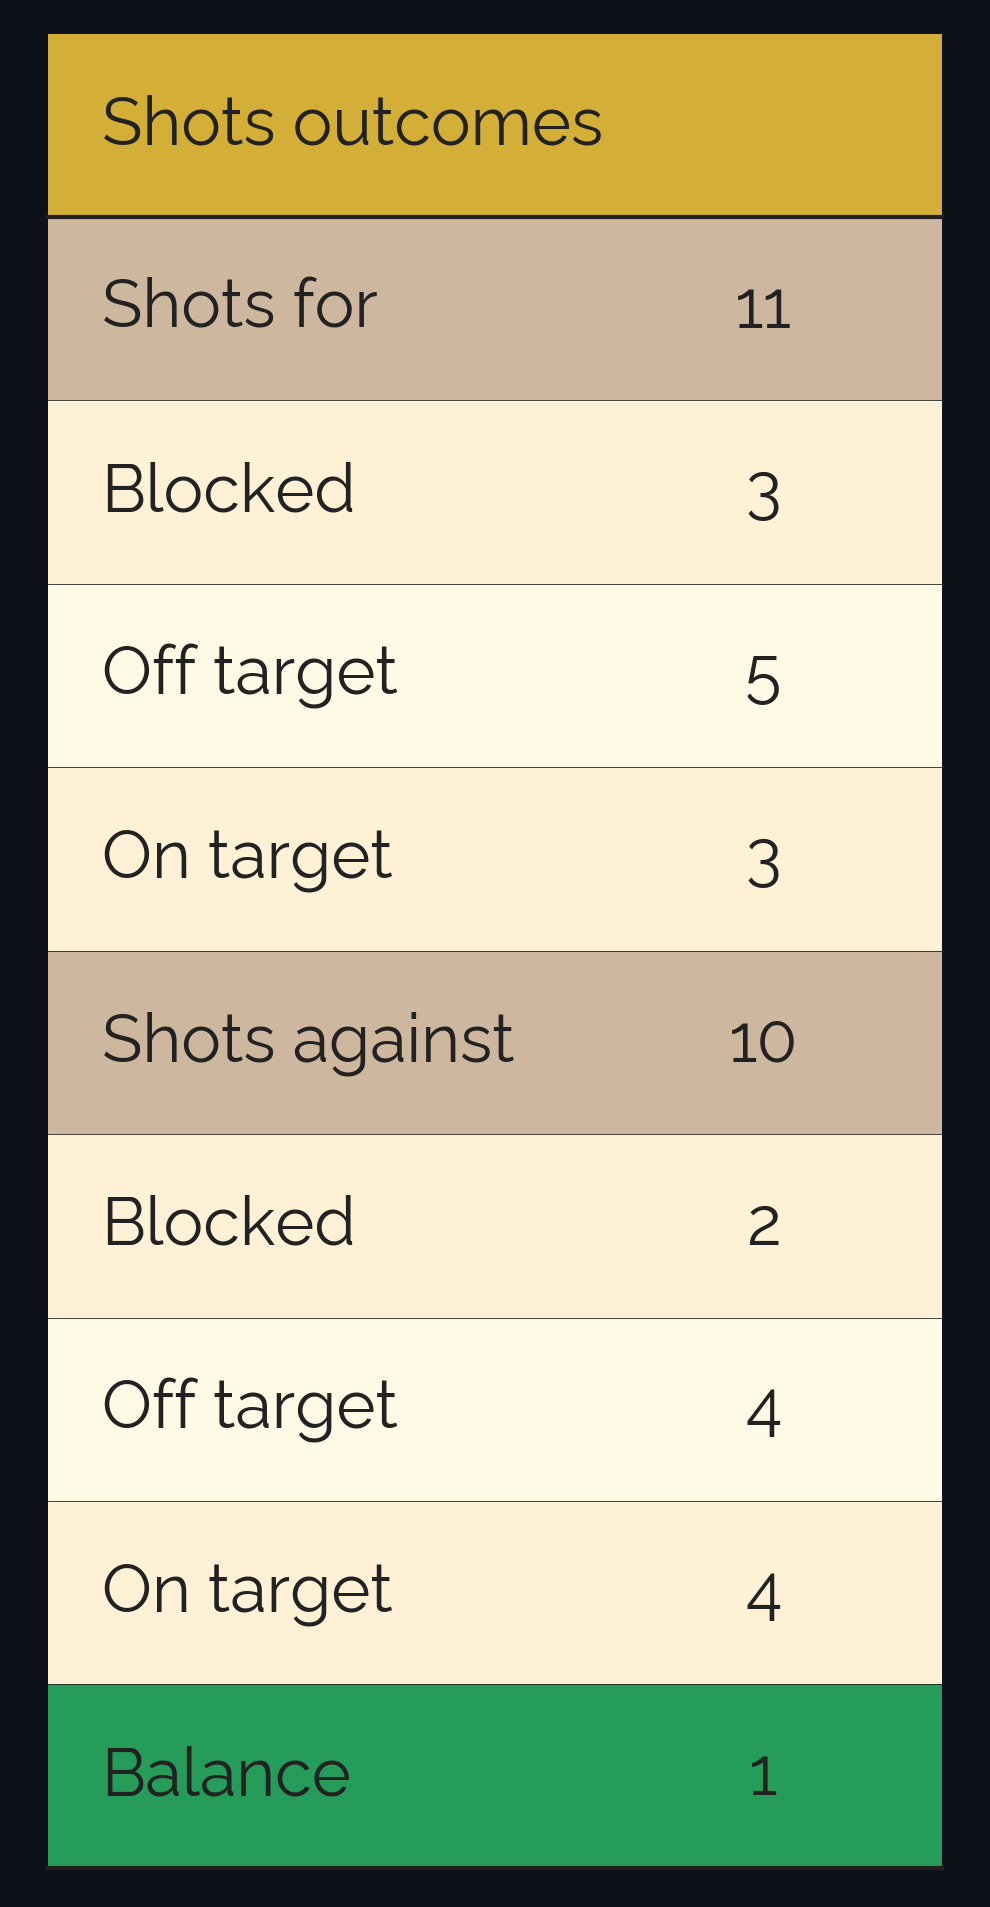 Shots outcomes
Shots for 11
Blocked 3
Off target 5
On target 3
Shots against 10
Blocked 2
Off target 4
On target 4
Balance 1